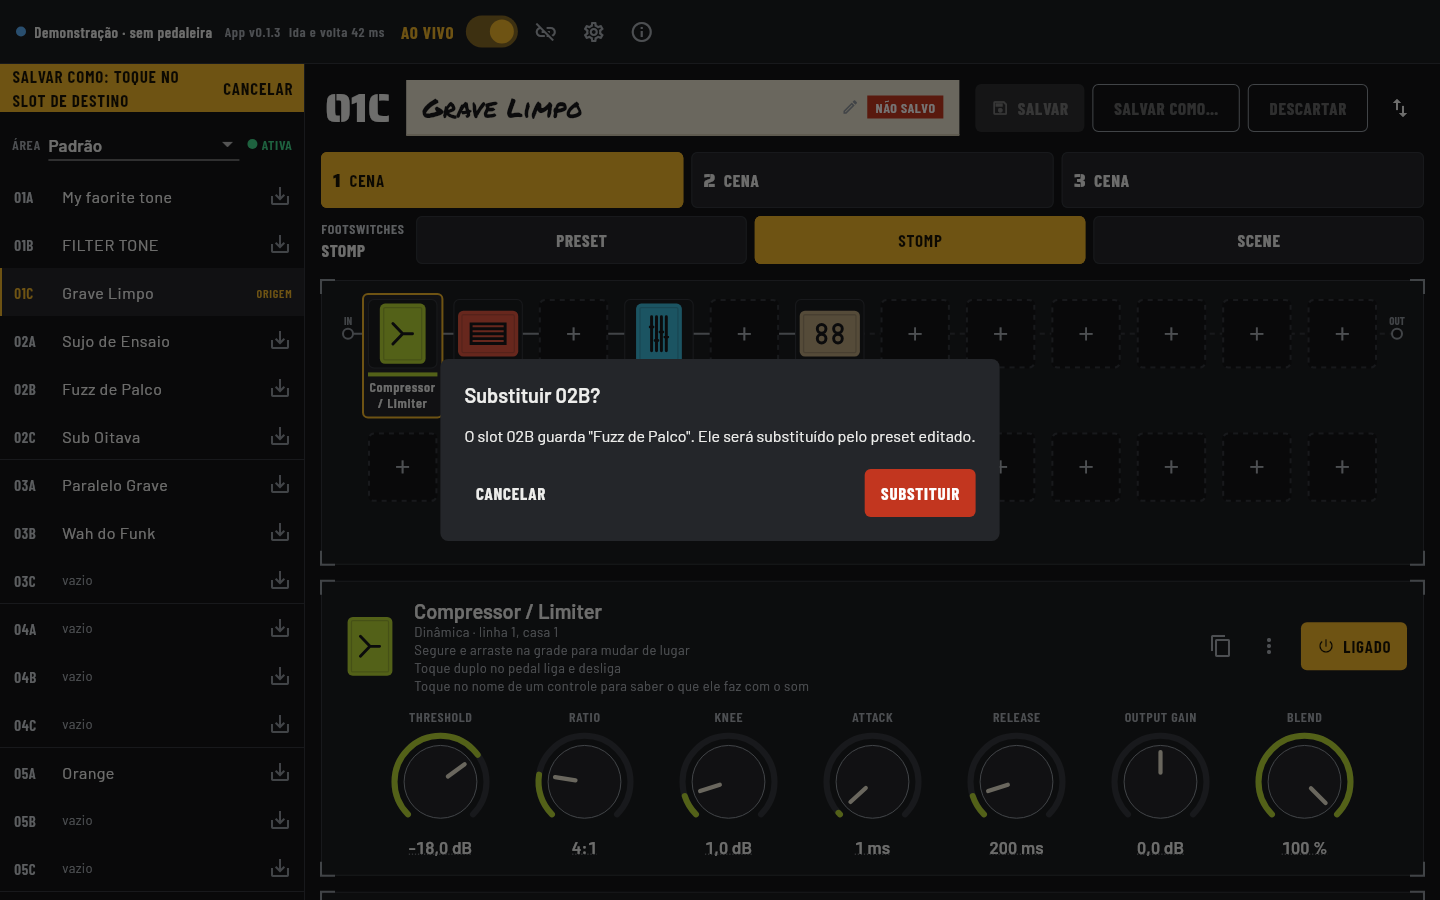 Demonstração · sem pedaleira App v0.1.3 Ida e volta 42 ms AO VIVO
SALVAR COMO: TOQUE NO
SLOT DE DESTINO
CANCELAR
ÁREA Padrão ATIVA
01A My faorite tone
01B FILTER TONE
01C Grave Limpo ORIGEM
02A Sujo de Ensaio
02B Fuzz de Palco
02C Sub Oitava
03A Paralelo Grave
03B Wah do Funk
03C vazio
04A vazio
04B vazio
04C vazio
05A Orange
05B vazio
05C vazio
01C Grave Limpo NÃO SALVO SALVAR SALVAR COMO... DESCARTAR
1 CENA 2 CENA 3 CENA
FOOTSWITCHES
STOMP
PRESET STOMP SCENE
IN
88
OUT
Compressor
/ Limiter
Substituir 02B?
O slot 02B guarda "Fuzz de Palco". Ele será substituído pelo preset editado.
CANCELAR SUBSTITUIR
Compressor / Limiter
Dinâmica · linha 1, casa 1
Segure e arraste na grade para mudar de lugar
Toque duplo no pedal liga e desliga
Toque no nome de um controle para saber o que ele faz com o som
LIGADO
THRESHOLD RATIO KNEE ATTACK RELEASE OUTPUT GAIN BLEND
-18,0 dB 4:1 1,0 dB 1 ms 200 ms 0,0 dB 100 %